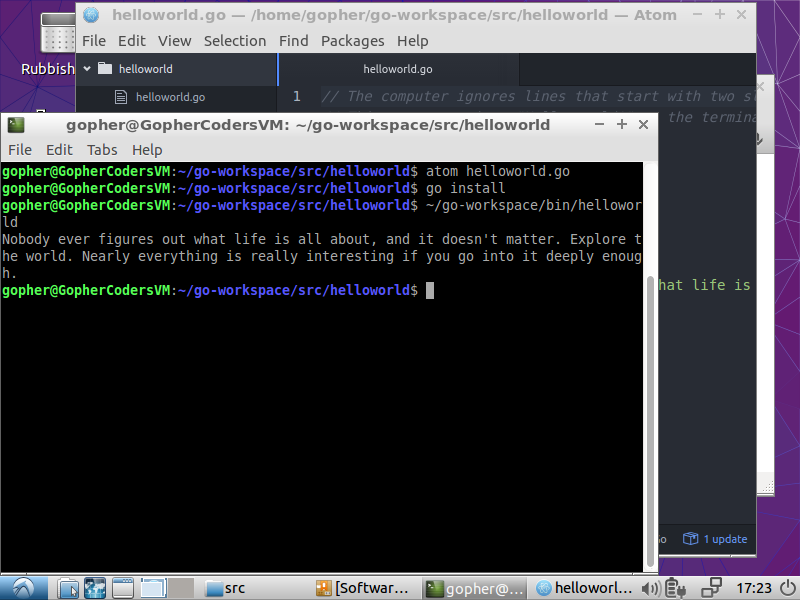 helloworld.go — /home/gopher/go-workspace/src/helloworld — Atom
File Edit View Selection Find Packages Help
Rubbish
helloworld
helloworld.go
helloworld.go
1 // The computer ignores lines that start with two
the
gopher@GopherCodersVM: ~/go-workspace/src/helloworld
File Edit Tabs Help
gopher@GopherCodersVM:~/go-workspace/src/helloworld$ atom helloworld.go
gopher@GopherCodersVM:~/go-workspace/src/helloworld$ go install
gopher@GopherCodersVM:~/go-workspace/src/helloworld$ ~/go-workspace/bin/hellowor
ld
Nobody ever figures out what life is all about, and it doesn't matter. Explore t
he world. Nearly everything is really interesting if you go into it deeply enoug
h.
gopher@GopherCodersVM:~/go-workspace/src/helloworld$
hat life is
1 update
src
[Softwar...
gopher@...
helloworl...
17:23